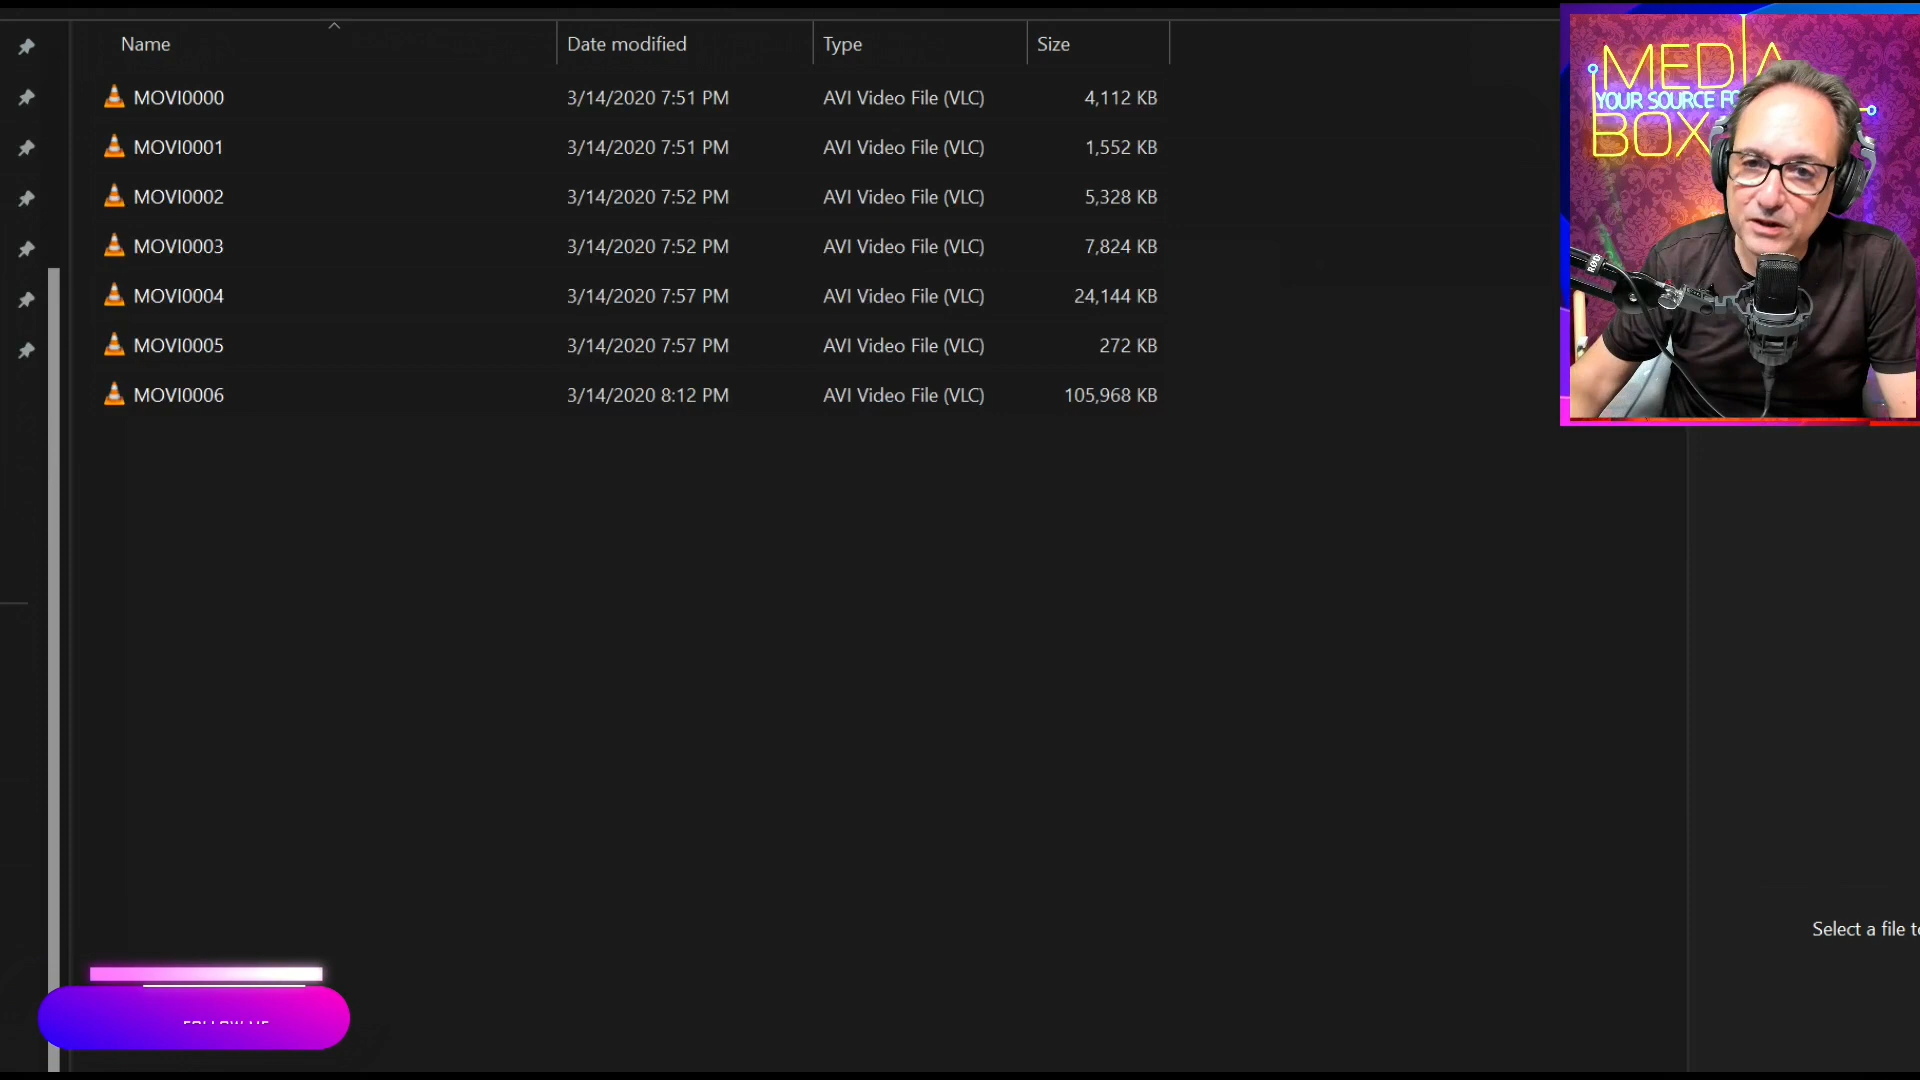 Name Date modified Type Size
MOVI0000 3/14/2020 7:51 PM AVI Video File (VLC) 4,112 KB
MOVI0001 3/14/2020 7:51 PM AVI Video File (VLC) 1,552 KB
MOVI0002 3/14/2020 7:52 PM AVI Video File (VLC) 5,328 KB
MOVI0003 3/14/2020 7:52 PM AVI Video File (VLC) 7,824 KB
MOVI0004 3/14/2020 7:57 PM AVI Video File (VLC) 24,144 KB
MOVI0005 3/14/2020 7:57 PM AVI Video File (VLC) 272 KB
MOVI0006 3/14/2020 8:12 PM AVI Video File (VLC) 105,968 KB
MEDIA
YOUR SOURCE
BOX
RØDE
Select a file
FOLLOW ME